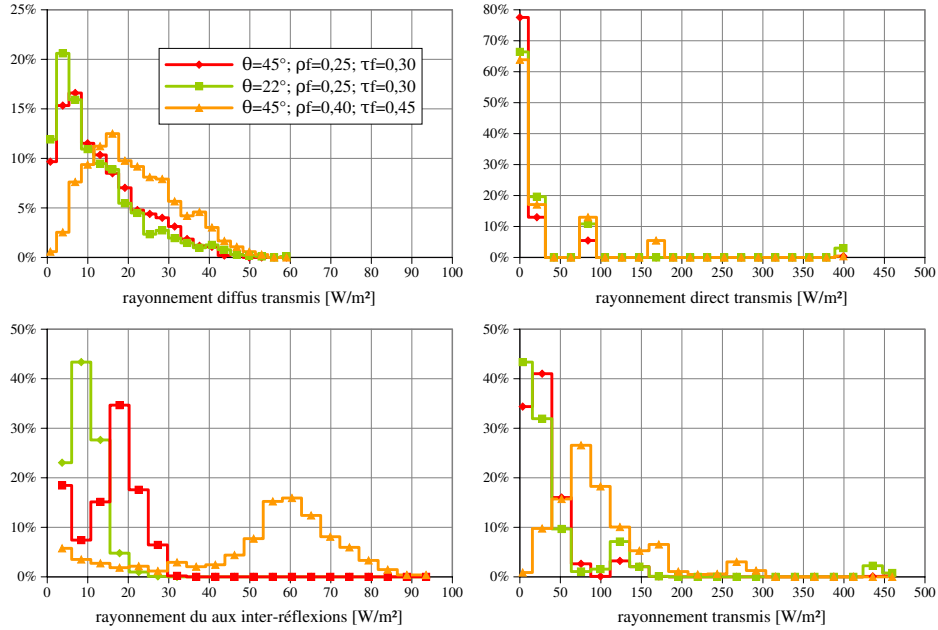 25%
20%
15%
10%
5%
0%
0 10 20 30 40 50 60 70 80 90 100
rayonnement diffus transmis [W/m²]
θ=45°; ρf=0,25; τf=0,30
θ=22°; ρf=0,25; τf=0,30
θ=45°; ρf=0,40; τf=0,45
80%
70%
60%
50%
40%
30%
20%
10%
0%
0 50 100 150 200 250 300 350 400 450 500
rayonnement direct transmis [W/m²]
50%
40%
30%
20%
10%
0%
0 10 20 30 40 50 60 70 80 90 100
rayonnement du aux inter-réflexions [W/m²]
50%
40%
30%
20%
10%
0%
0 50 100 150 200 250 300 350 400 450 500
rayonnement transmis [W/m²]